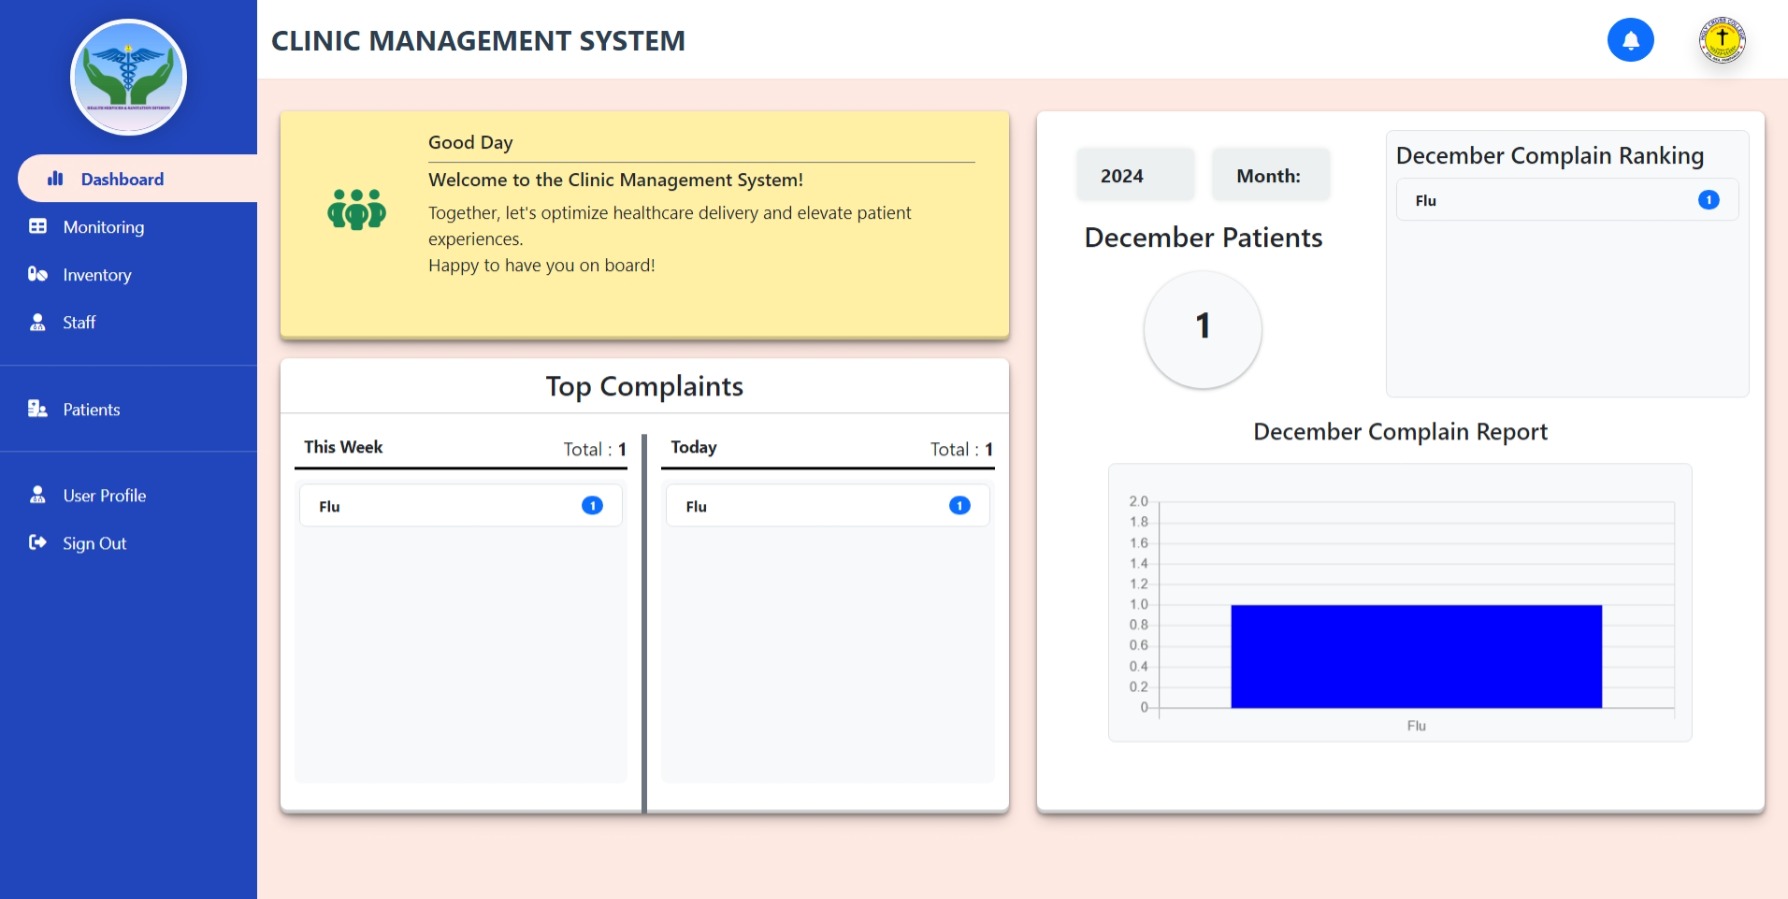 HEALTH SERVICES & SANITATION DIVISION
Dashboard
Monitoring
Inventory
Staff
Patients
User Profile
Sign Out
CLINIC MANAGEMENT SYSTEM
Good Day
Welcome to the Clinic Management System!
Together, let's optimize healthcare delivery and elevate patient
experiences.
Happy to have you on board!
Top Complaints
This Week
Total : 1
Flu
1
Today
Total : 1
Flu
1
2024
Month:
December Patients
1
December Complain Ranking
Flu
1
December Complain Report
2.0
1.8
1.6
1.4
1.2
1.0
0.8
0.6
0.4
0.2
0
Flu